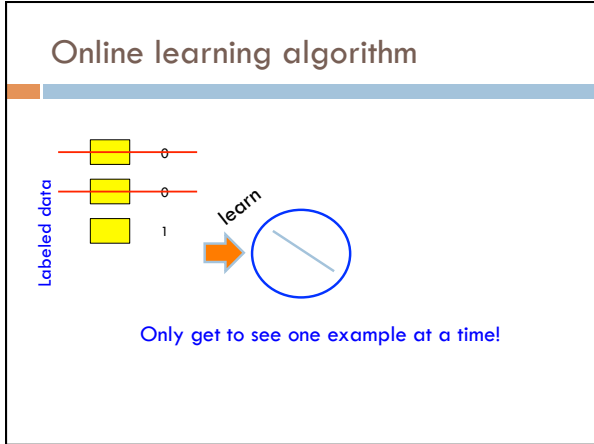 Online learning algorithm
Labeled data
0
0
1
learn
Only get to see one example at a time!